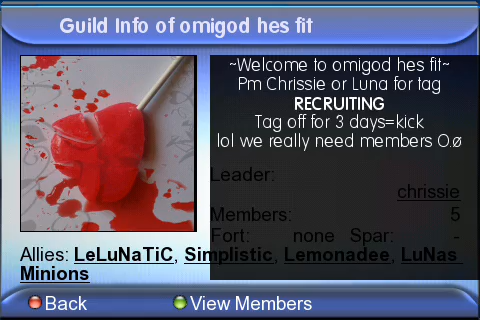 Guild Info of omigod hes fit
~Welcome to omigod hes fit~
Pm Chrissie or Luna for tag
RECRUITING
Tag off for 3 days=kick
lol we really need members O.ø
Leader:
chrissie
Members: 5
Fort: none Spar: -
Allies: LeLuNaTiC, Simplistic, Lemonadee, LuNas
Minions
Back View Members